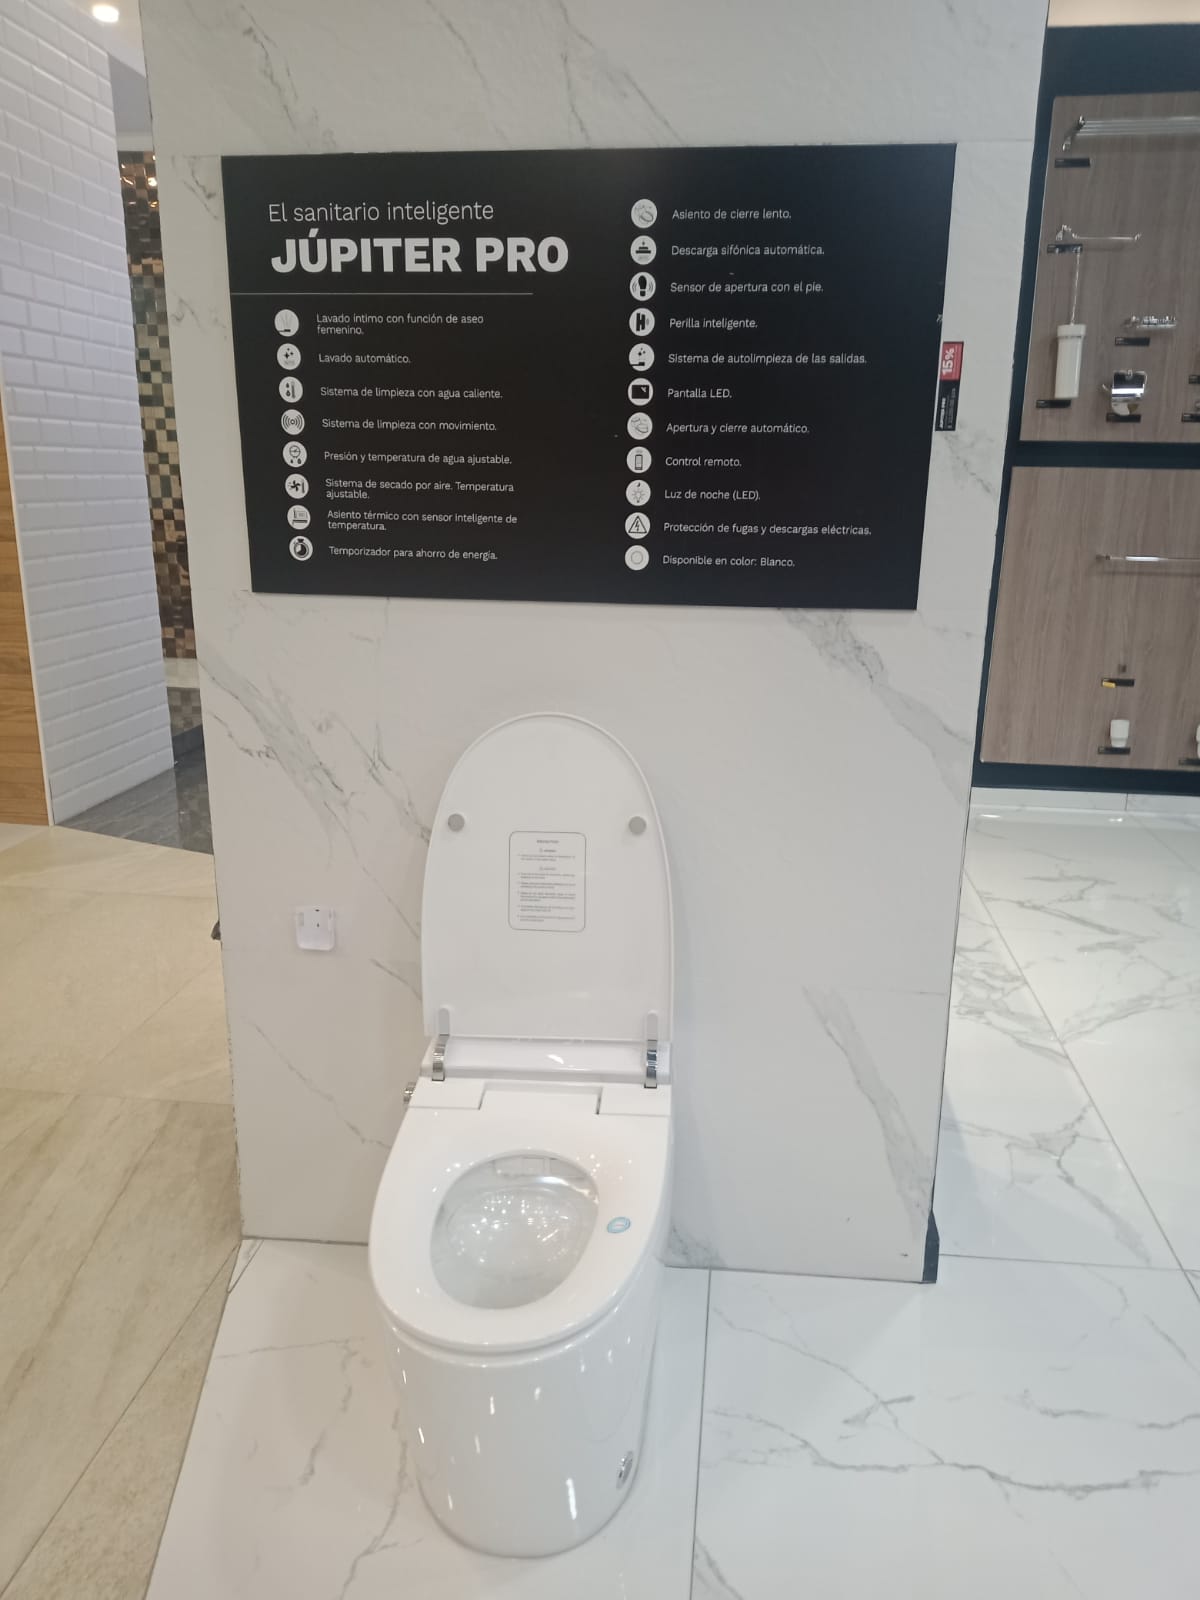 El sanitario inteligente
JÚPITER PRO
Lavado íntimo con función de aseo
femenino.
Lavado automático.
Sistema de limpieza con agua caliente.
Sistema de limpieza con movimiento.
Presión y temperatura de agua ajustable.
Sistema de secado por aire. Temperatura
ajustable.
Asiento térmico con sensor inteligente de
temperatura.
Temporizador para ahorro de energía.
Asiento de cierre lento.
Descarga sifónica automática.
Sensor de apertura con el pie.
Perilla inteligente.
Sistema de autolimpieza de las salidas.
Pantalla LED.
Apertura y cierre automático.
Control remoto.
Luz de noche (LED).
Protección de fugas y descargas eléctricas.
Disponible en color: Blanco.
15%